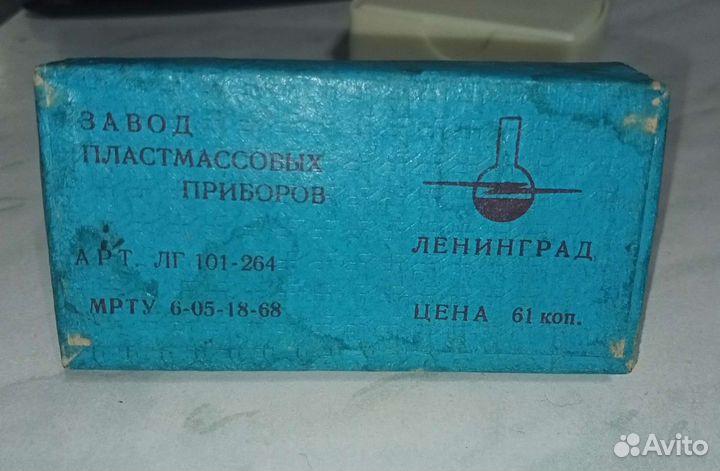 ЗАВОД
ПЛАСТМАССОВЫХ
ПРИБОРОВ
АРТ. ЛГ 101-264
МРТУ 6-05-18-68
ЛЕНИНГРАД
ЦЕНА 61 коп.
Avito